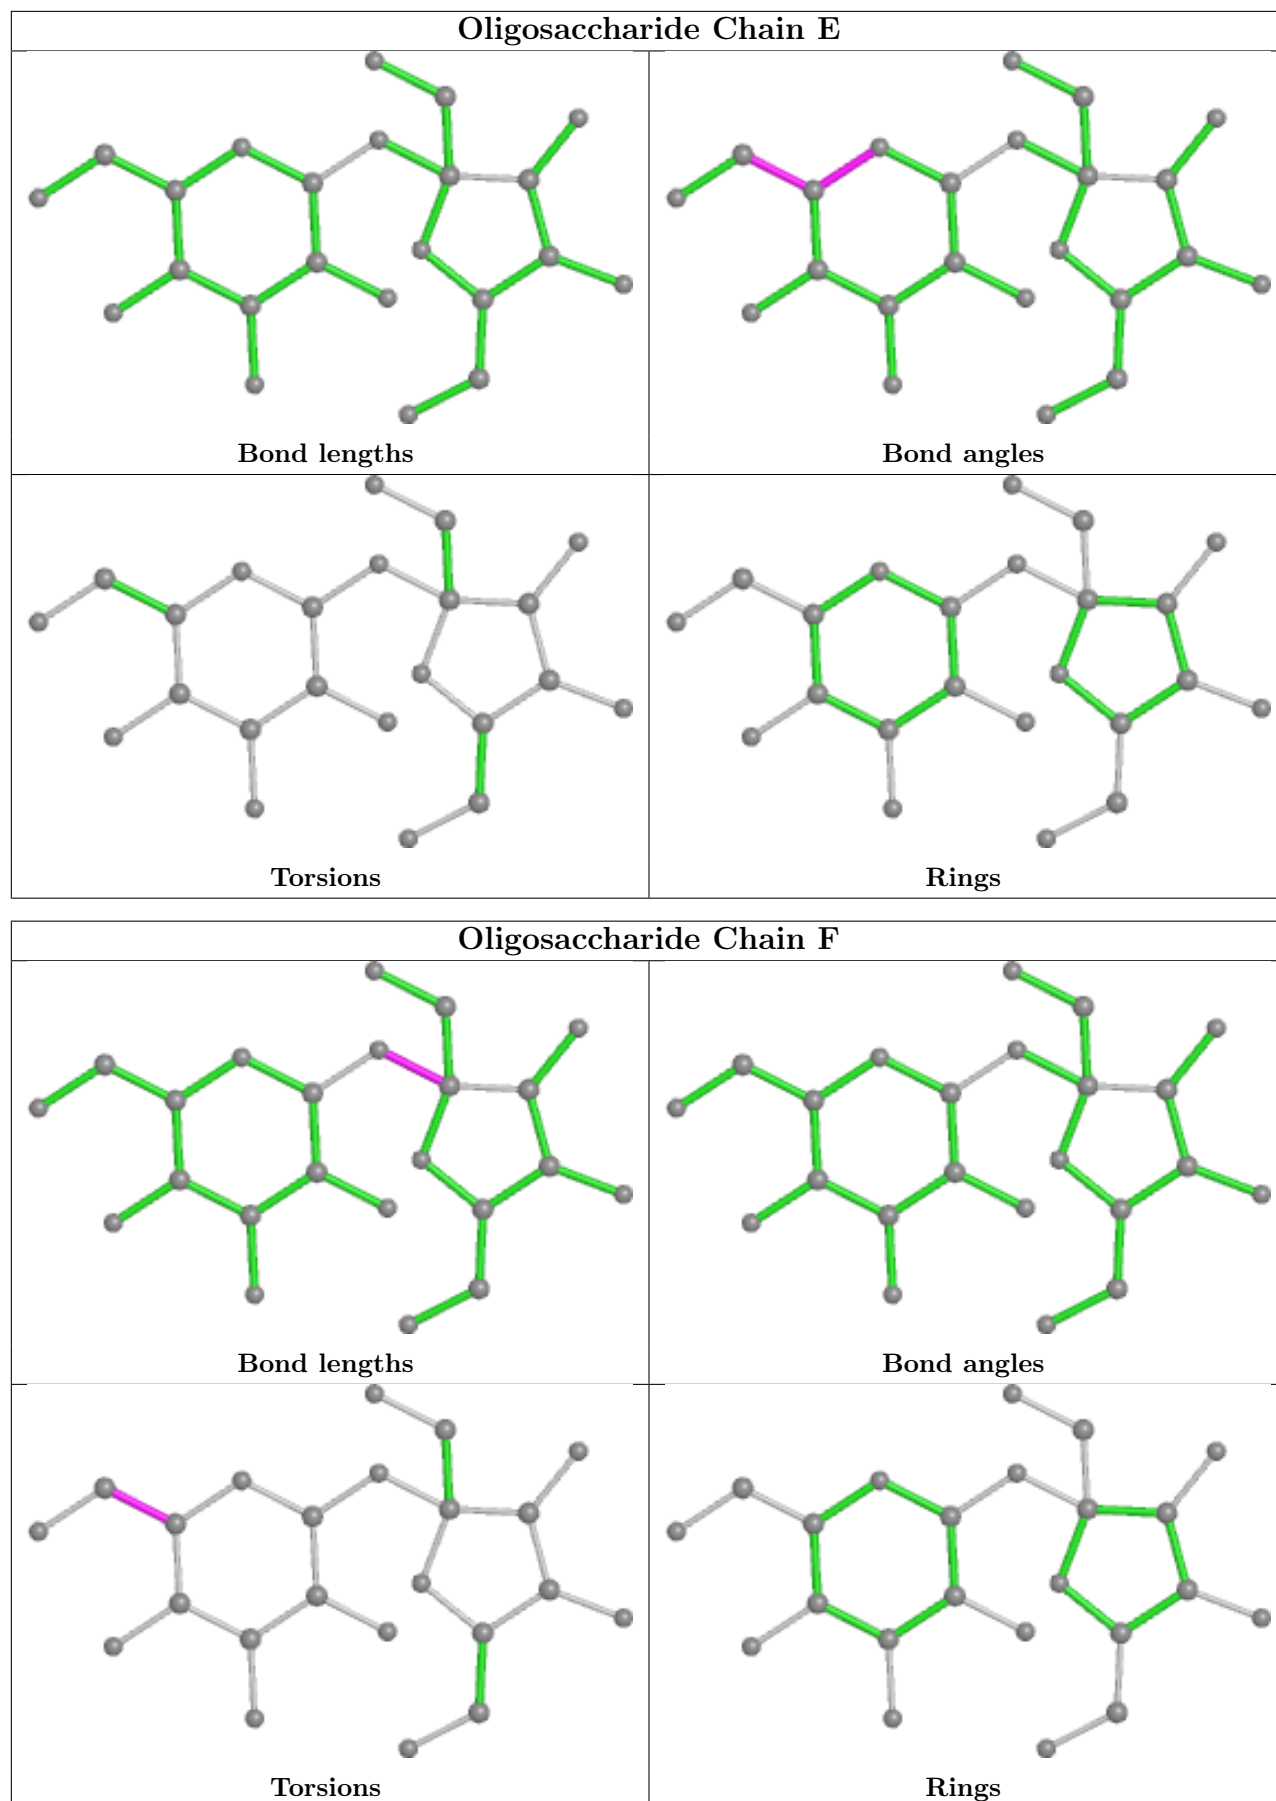 Oligosaccharide Chain E
Bond lengths
Bond angles
Torsions
Rings
Oligosaccharide Chain F
Bond lengths
Bond angles
Torsions
Rings